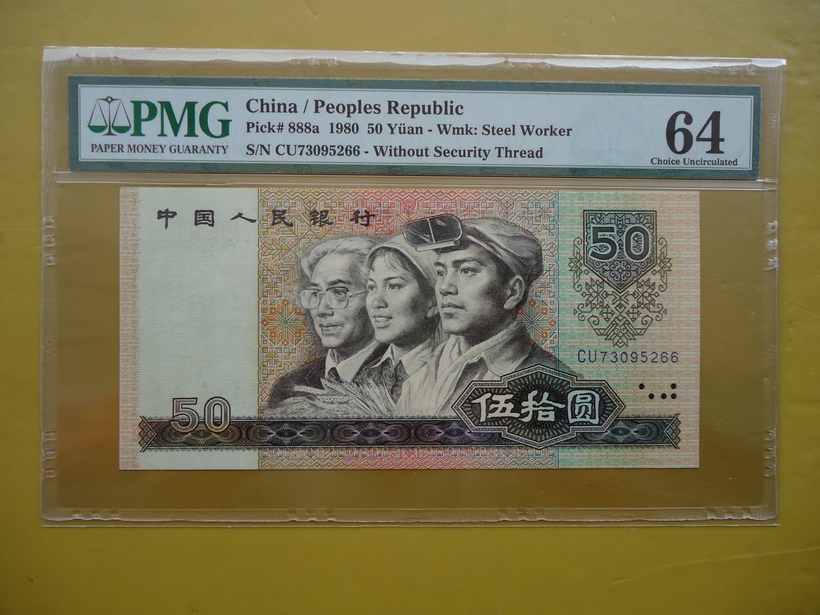 PMG
PAPER MONEY GUARANTY
China / Peoples Republic
Pick# 888a 1980 50 Yüan - Wmk: Steel Worker
S/N CU73095266 - Without Security Thread
64
Choice Uncirculated
中国人民银行
50
CU73095266
50
伍拾圆